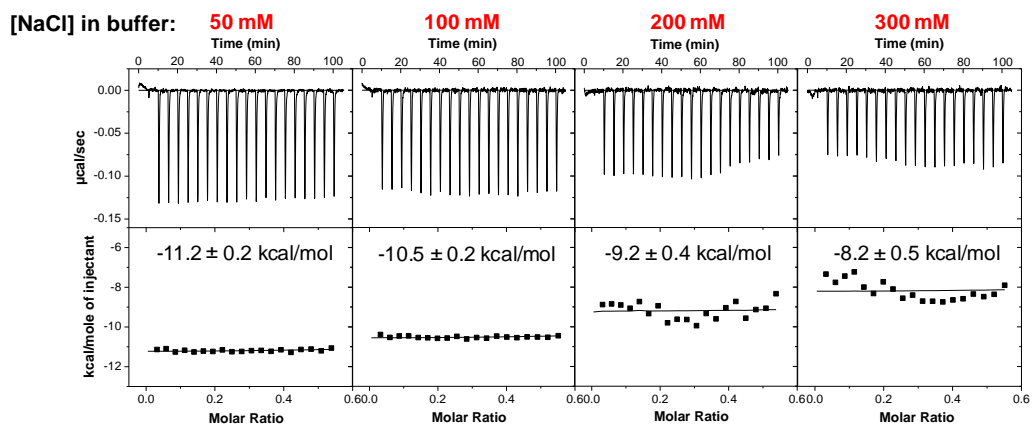 [NaCl] in buffer: 50 mM 100 mM 200 mM 300 mM
Time (min) Time (min) Time (min) Time (min)
0 20 40 60 80 100 0 20 40 60 80 100 0 20 40 60 80 100 0 20 40 60 80 100
0.00
-0.05
-0.10
-0.15
µcal/sec
-6
-8
-10
-12
kcal/mole of injectant
-11.2 ± 0.2 kcal/mol -10.5 ± 0.2 kcal/mol -9.2 ± 0.4 kcal/mol -8.2 ± 0.5 kcal/mol
0.0 0.2 0.4 0.6 0.0 0.2 0.4 0.6 0.0 0.2 0.4 0.6 0.0 0.2 0.4 0.6
Molar Ratio Molar Ratio Molar Ratio Molar Ratio